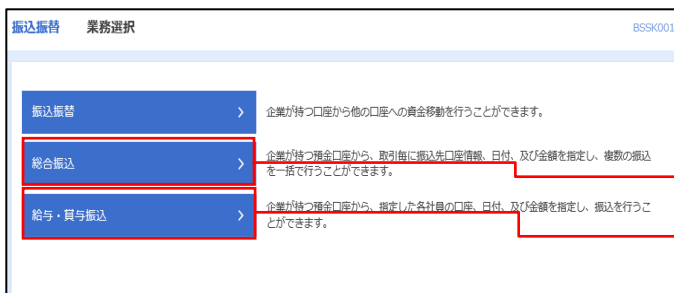 振込振替 業務選択 BSSK001
振込振替 企業が持つ口座から他の口座への資金移動を行うことができます。
総合振込 企業が持つ預金口座から、取引毎に振込先口座情報、日付、及び金額を指定し、複数の振込
を一括で行うことができます。
給与・賞与振込 企業が持つ預金口座から、指定した各社員の口座、日付、及び金額を指定し、振込を行うこ
とができます。